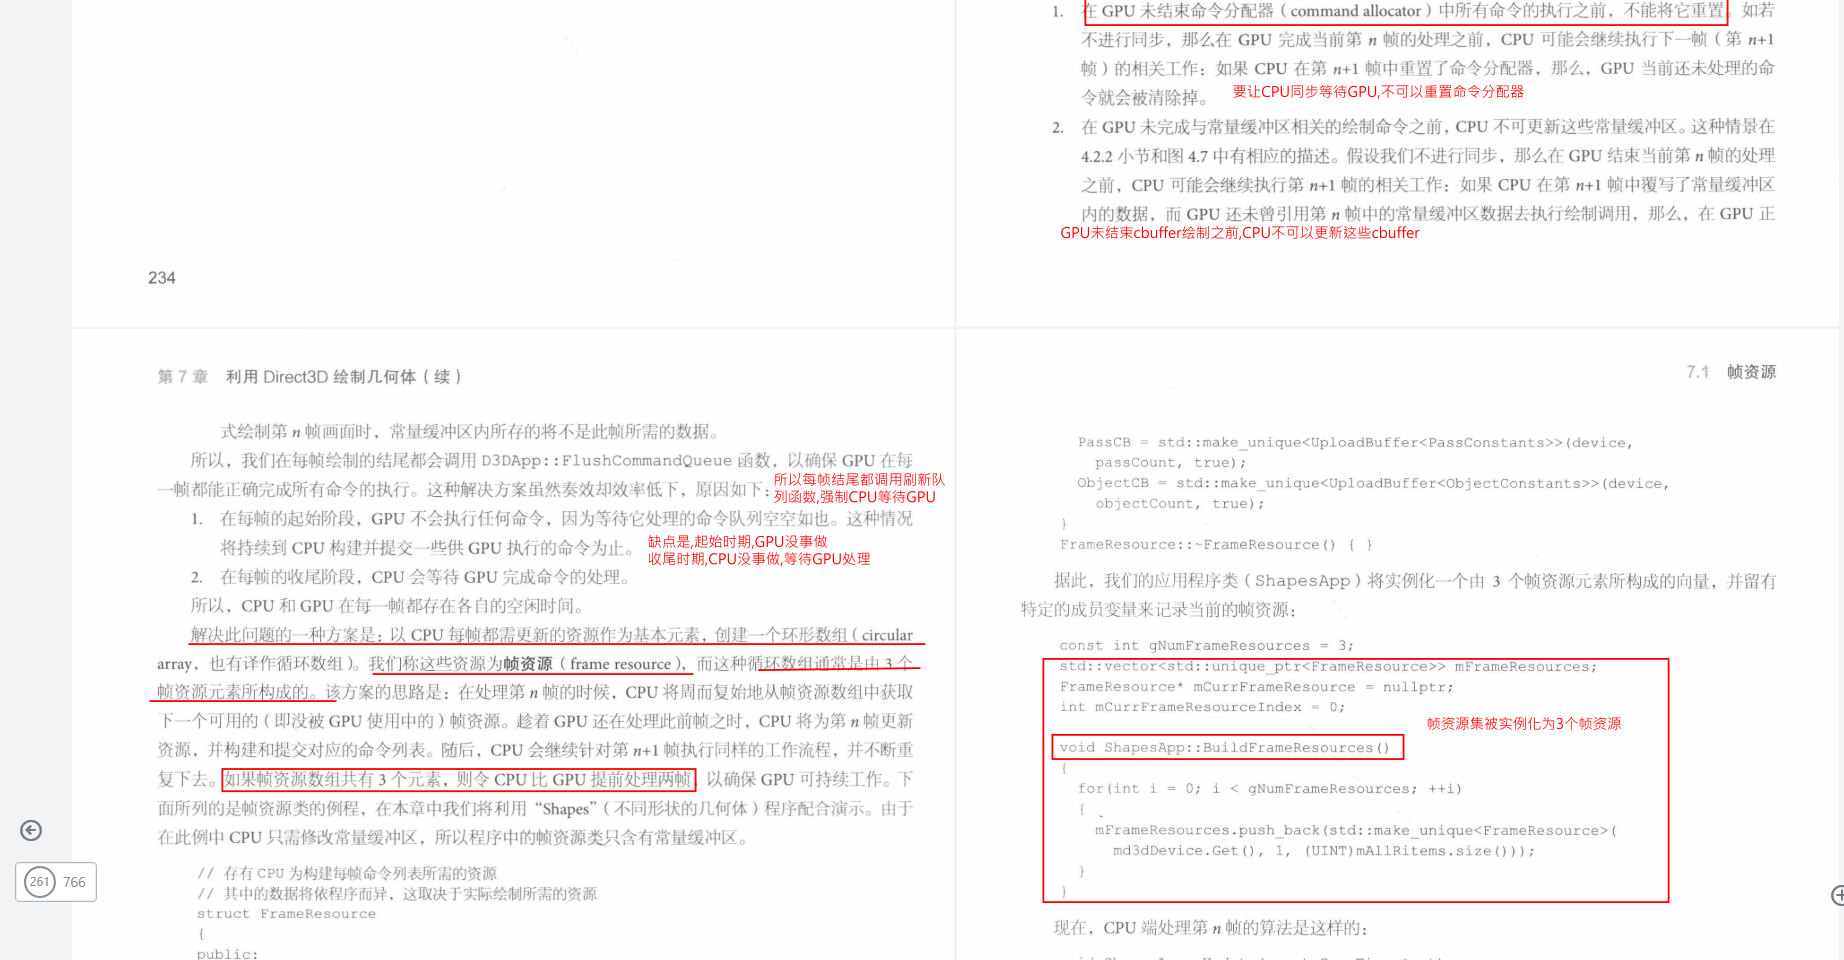 234
1. 在 GPU 未结束命令分配器（command allocator）中所有命令的执行之前，不能将它重置。如若
不进行同步，那么在 GPU 完成当前第 n 帧的处理之前，CPU 可能会继续执行下一帧（第 n+1
帧）的相关工作：如果 CPU 在第 n+1 帧中重置了命令分配器，那么，GPU 当前还未处理的命
令就会被清除掉。
要让CPU同步等待GPU,不可以重置命令分配器
2. 在 GPU 未完成与常量缓冲区相关的绘制命令之前，CPU 不可更新这些常量缓冲区。这种情景在
4.2.2 小节和图 4.7 中有相应的描述。假设我们不进行同步，那么在 GPU 结束当前第 n 帧的处理
之前，CPU 可能会继续执行第 n+1 帧的相关工作：如果 CPU 在第 n+1 帧中覆写了常量缓冲区
内的数据，而 GPU 还未曾引用第 n 帧中的常量缓冲区数据去执行绘制调用，那么，在 GPU 正
GPU未结束cbuffer绘制之前,CPU不可以更新这些cbuffer
第 7 章 利用 Direct3D 绘制几何体（续）
式绘制第 n 帧画面时，常量缓冲区内所存的将不是此帧所需的数据。
所以，我们在每帧绘制的结尾都会调用 D3DApp::FlushCommandQueue 函数，以确保 GPU 在每
一帧都能正确完成所有命令的执行。这种解决方案虽然奏效却效率低下，原因如下：
所以每帧结尾都调用刷新队
列函数,强制CPU等待GPU
1. 在每帧的起始阶段，GPU 不会执行任何命令，因为等待它处理的命令队列空空如也。这种情况
将持续到 CPU 构建并提交一些供 GPU 执行的命令为止。
缺点是,起始时期,GPU没事做
收尾时期,CPU没事做,等待GPU处理
2. 在每帧的收尾阶段，CPU 会等待 GPU 完成命令的处理。
所以，CPU 和 GPU 在每一帧都存在各自的空闲时间。
解决此问题的一种方案是：以 CPU 每帧都需更新的资源作为基本元素，创建一个环形数组（circular
array，也有译作循环数组）。我们称这些资源为帧资源（frame resource），而这种循环数组通常是由 3 个
帧资源元素所构成的。该方案的思路是：在处理第 n 帧的时候，CPU 将周而复始地从帧资源数组中获取
下一个可用的（即没被 GPU 使用中的）帧资源。趁着 GPU 还在处理此前帧之时，CPU 将为第 n 帧更新
资源，并构建和提交对应的命令列表。随后，CPU 会继续针对第 n+1 帧执行同样的工作流程，并不断重
复下去。如果帧资源数组共有 3 个元素，则令 CPU 比 GPU 提前处理两帧，以确保 GPU 可持续工作。下
面所列的是帧资源类的例程，在本章中我们将利用“Shapes”（不同形状的几何体）程序配合演示。由于
在此例中 CPU 只需修改常量缓冲区，所以程序中的帧资源类只含有常量缓冲区。
// 存有 CPU 为构建每帧命令列表所需的资源
// 其中的数据将依程序而异，这取决于实际绘制所需的资源
struct FrameResource
{
public:
261 766
7.1 帧资源
PassCB = std::make_unique<UploadBuffer<PassConstants>>(device,
passCount, true);
ObjectCB = std::make_unique<UploadBuffer<ObjectConstants>>(device,
objectCount, true);
}
FrameResource::~FrameResource() { }
据此，我们的应用程序类（ShapesApp）将实例化一个由 3 个帧资源元素所构成的向量，并留有
特定的成员变量来记录当前的帧资源：
const int gNumFrameResources = 3;
std::vector<std::unique_ptr<FrameResource>> mFrameResources;
FrameResource* mCurrFrameResource = nullptr;
int mCurrFrameResourceIndex = 0;
帧资源集被实例化为3个帧资源
void ShapesApp::BuildFrameResources()
{
for(int i = 0; i < gNumFrameResources; ++i)
{
mFrameResources.push_back(std::make_unique<FrameResource>(
md3dDevice.Get(), 1, (UINT)mAllRitems.size()));
}
}
现在，CPU 端处理第 n 帧的算法是这样的：